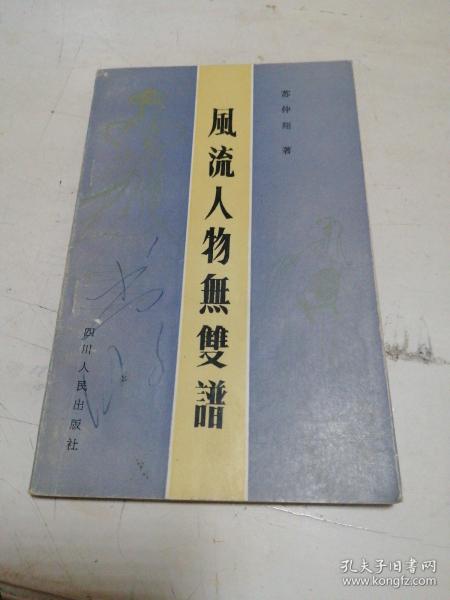 苏仲翔 著
風流人物無雙譜
四川人民出版社
孔夫子旧书网
www.kongfz.com